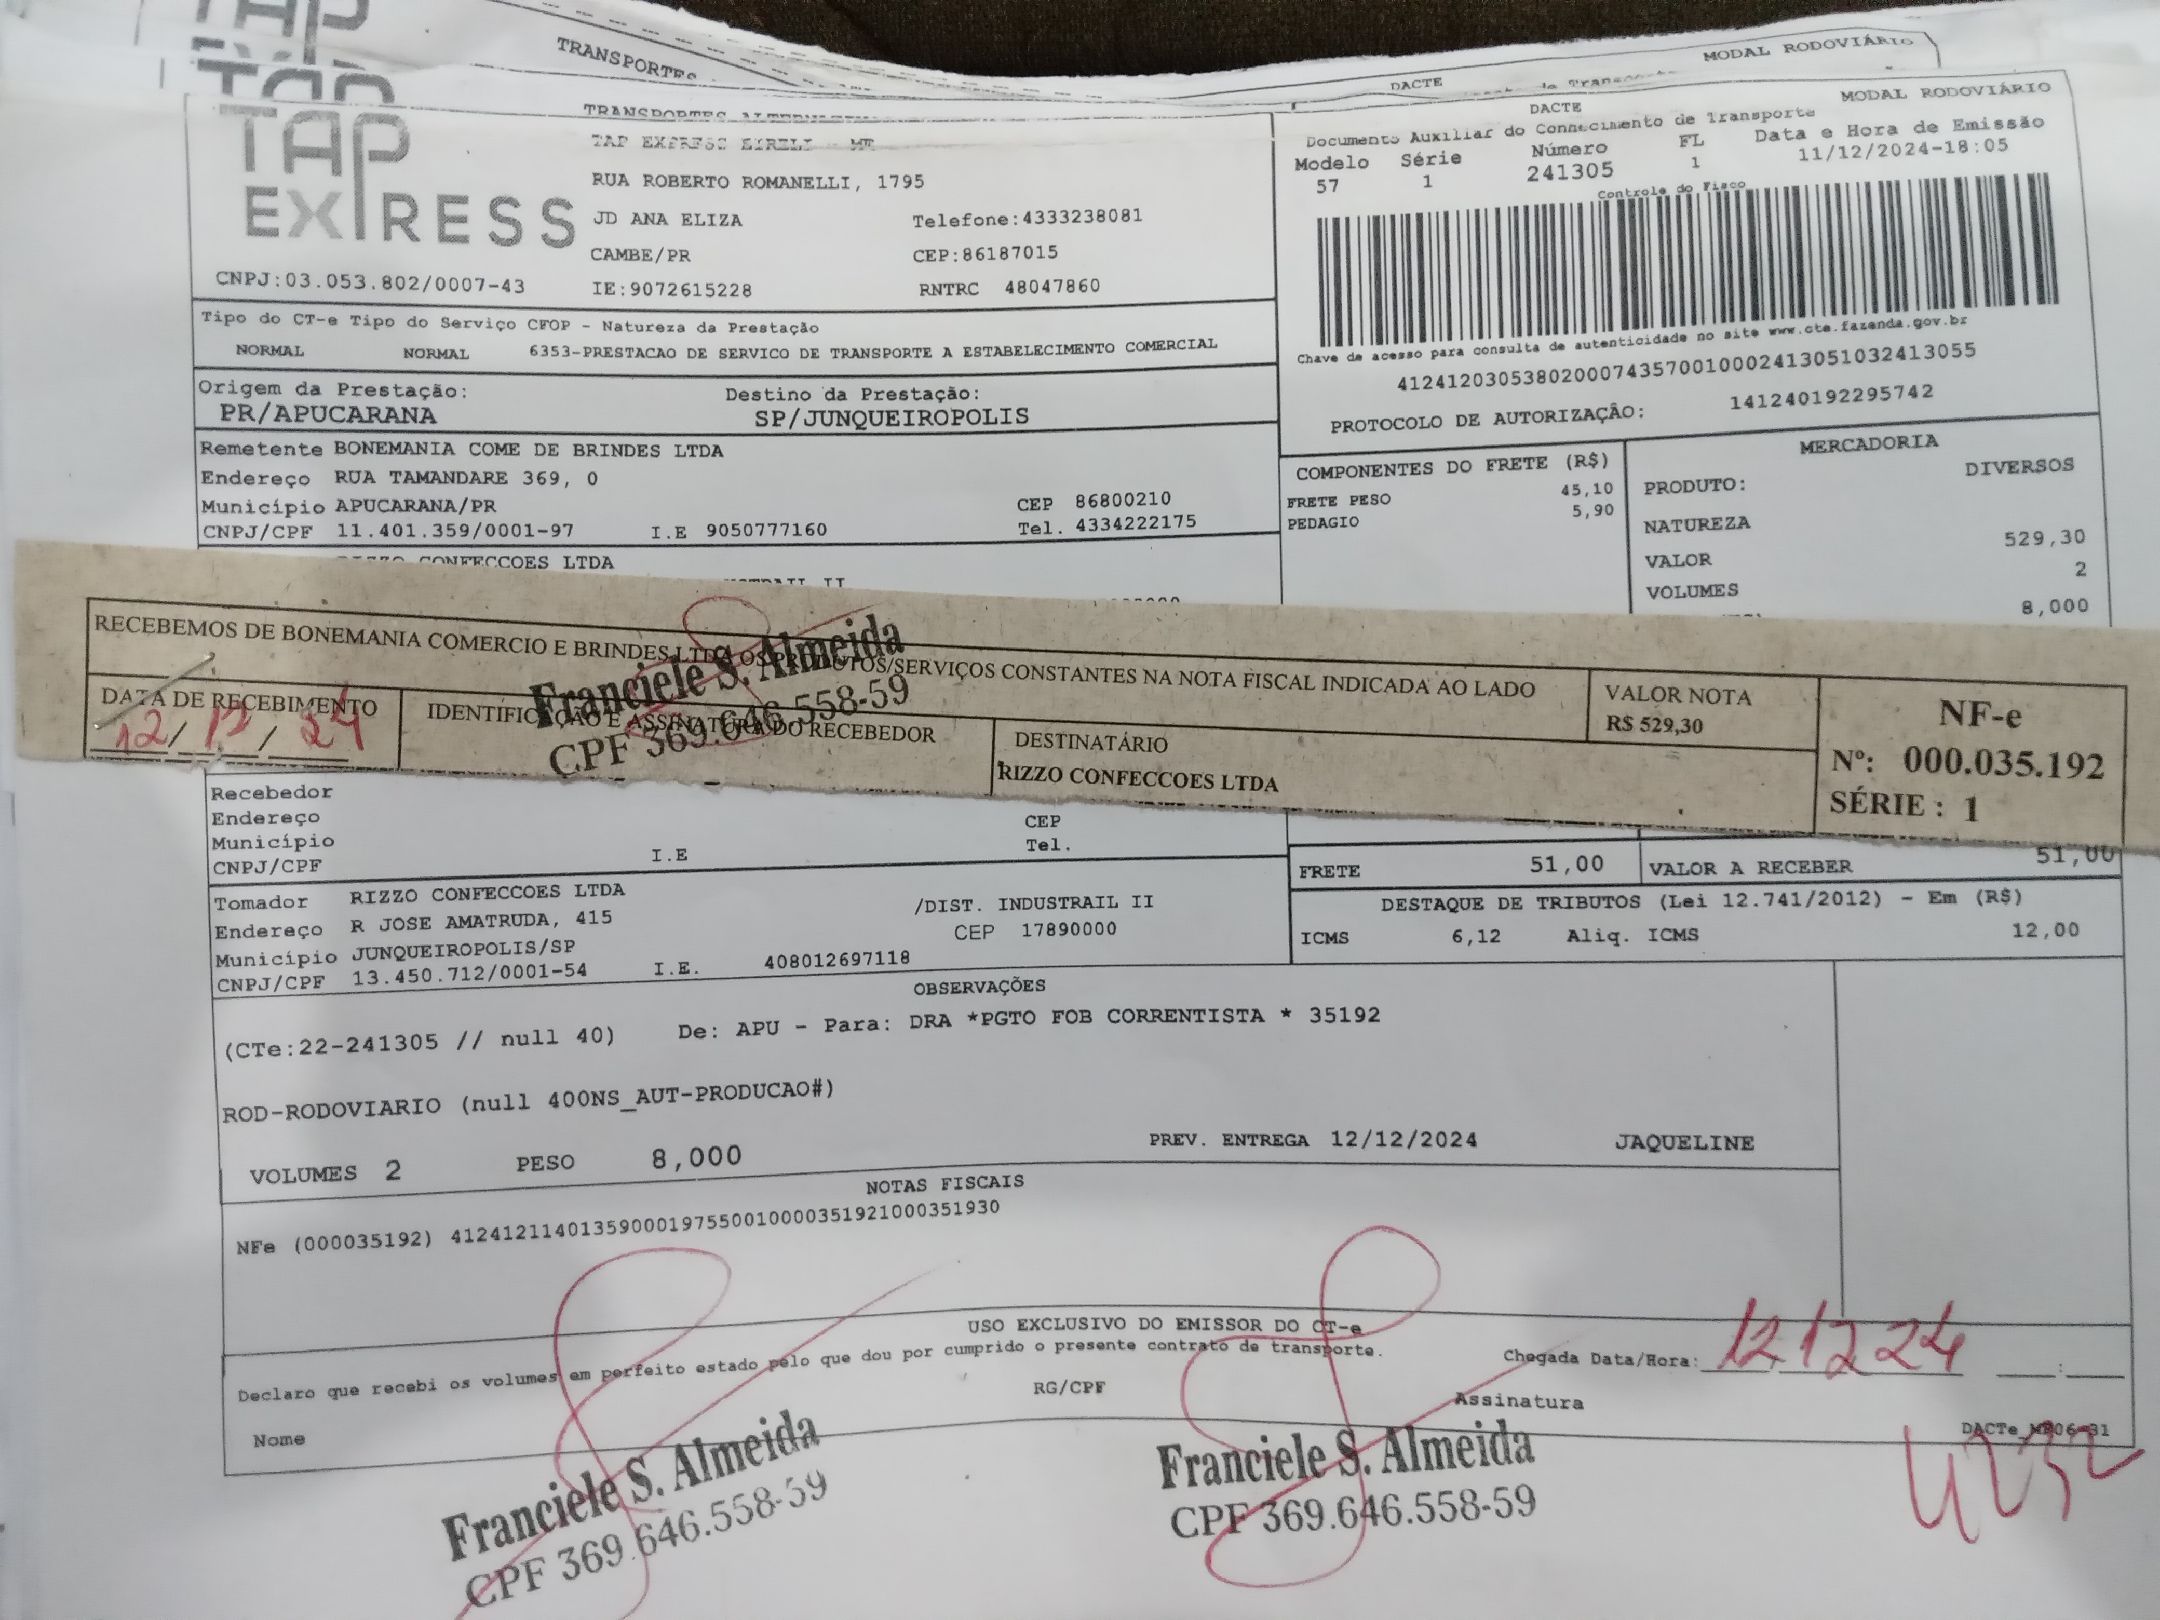 TAP
TRANSPORTES
DACTE
MODAL RODOVIÁRIO
TAP EXPRESS
TAP EXPRESS EIRELI - ME
RUA ROBERTO ROMANELLI, 1795
JD ANA ELIZA Telefone:4333238081
CAMBE/PR CEP:86187015
CNPJ:03.053.802/0007-43 IE:9072615228 RNTRC 48047860
DACTE MODAL RODOVIÁRIO
Documento Auxiliar do Conhecimento de Transporte
Modelo Série Número FL Data e Hora de Emissão
57 1 241305 1 11/12/2024-18:05
Controle do Fisco
Chave de acesso para consulta de autenticidade no site www.cte.fazenda.gov.br
41241203053802000743570010002413051032413055
PROTOCOLO DE AUTORIZAÇÃO: 141240192295742
Tipo do CT-e Tipo do Serviço CFOP - Natureza da Prestação
NORMAL NORMAL 6353-PRESTACAO DE SERVICO DE TRANSPORTE A ESTABELECIMENTO COMERCIAL
Origem da Prestação: Destino da Prestação:
PR/APUCARANA SP/JUNQUEIROPOLIS
Remetente BONEMANIA COME DE BRINDES LTDA
Endereço RUA TAMANDARE 369, 0
Município APUCARANA/PR CEP 86800210
CNPJ/CPF 11.401.359/0001-97 I.E 9050777160 Tel. 4334222175
COMPONENTES DO FRETE (R$)
FRETE PESO 45,10
PEDAGIO 5,90
MERCADORIA
PRODUTO: DIVERSOS
NATUREZA
VALOR 529,30
VOLUMES 2
8,000
CONFECCOES LTDA
RECEBEMOS DE BONEMANIA COMERCIO E BRINDES LTDA OS PRODUTOS/SERVIÇOS CONSTANTES NA NOTA FISCAL INDICADA AO LADO
DATA DE RECEBIMENTO
12/12/24
IDENTIFICAÇÃO E ASSINATURA DO RECEBEDOR
Franciele S. Almeida
CPF 369.646.558-59
DESTINATÁRIO
RIZZO CONFECCOES LTDA
VALOR NOTA
R$ 529,30
NF-e
Nº: 000.035.192
SÉRIE : 1
Recebedor
Endereço CEP
Município Tel.
CNPJ/CPF I.E
FRETE 51,00 VALOR A RECEBER 51,00
Tomador RIZZO CONFECCOES LTDA
Endereço R JOSE AMATRUDA, 415 /DIST. INDUSTRAIL II
Município JUNQUEIROPOLIS/SP CEP 17890000
CNPJ/CPF 13.450.712/0001-54 I.E. 408012697118
DESTAQUE DE TRIBUTOS (Lei 12.741/2012) - Em (R$)
ICMS 6,12 Aliq. ICMS 12,00
OBSERVAÇÕES
(CTe:22-241305 // null 40) De: APU - Para: DRA *PGTO FOB CORRENTISTA * 35192
ROD-RODOVIARIO (null 400NS_AUT-PRODUCAO#)
VOLUMES 2 PESO 8,000 PREV. ENTREGA 12/12/2024 JAQUELINE
NOTAS FISCAIS
NFe (000035192) 41241211401359000197550010000351921000351930
USO EXCLUSIVO DO EMISSOR DO CT-e
Declaro que recebi os volumes em perfeito estado pelo que dou por cumprido o presente contrato de transporte.
Chegada Data/Hora: 12 12 24 :
Nome RG/CPF Assinatura
Franciele S. Almeida
CPF 369.646.558-59
Franciele S. Almeida
CPF 369.646.558-59